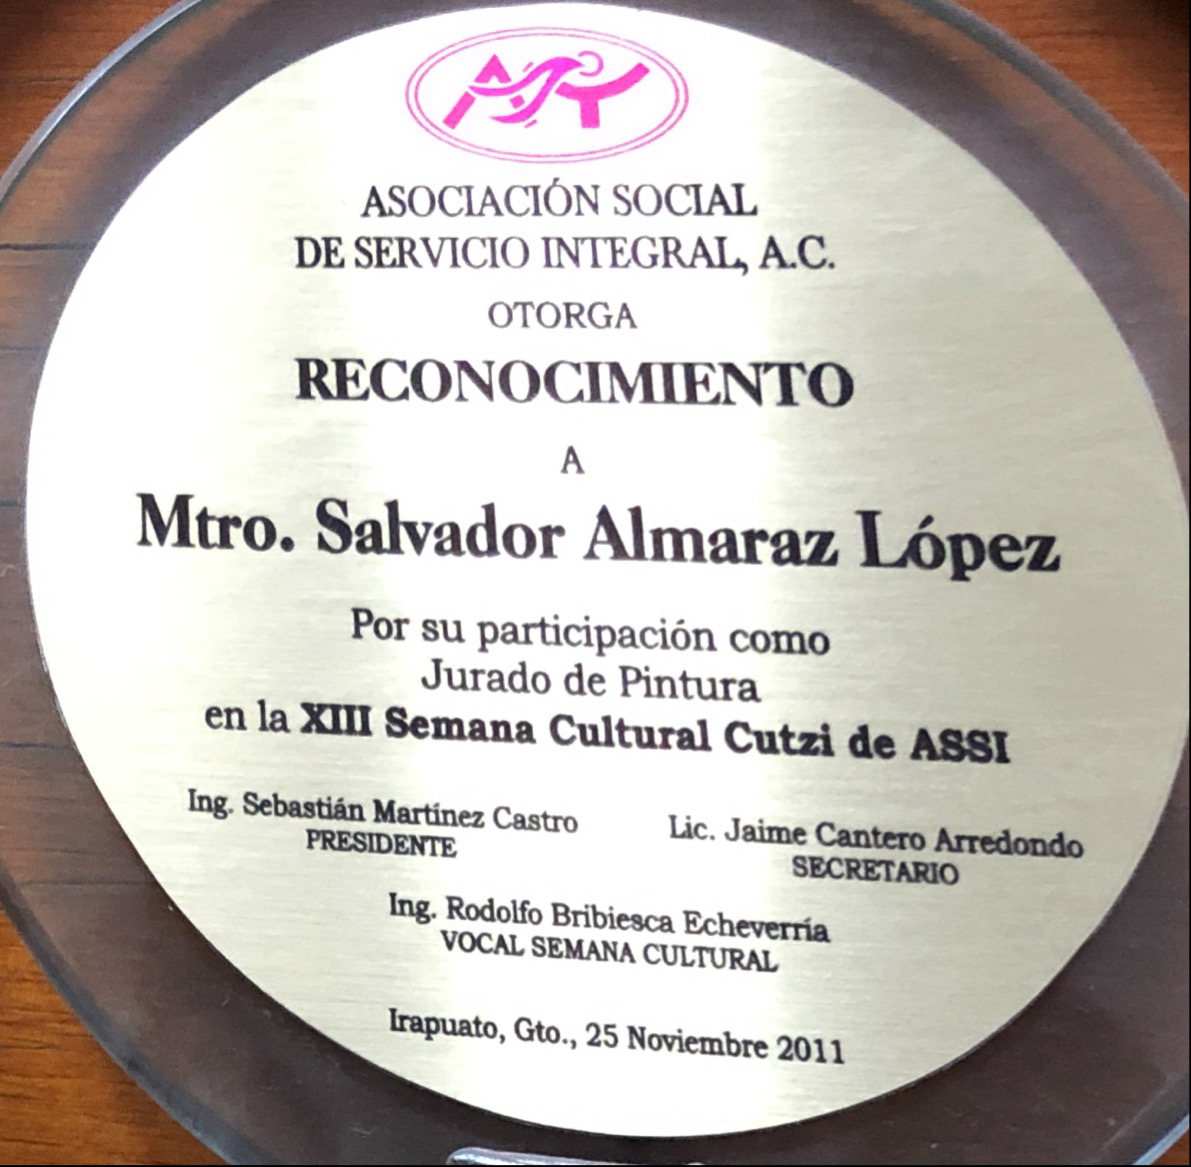 ASOCIACIÓN SOCIAL
DE SERVICIO INTEGRAL, A.C.
OTORGA
RECONOCIMIENTO
A
Mtro. Salvador Almaraz López
Por su participación como
Jurado de Pintura
en la XIII Semana Cultural Cutzi de ASSI
Ing. Sebastián Martínez Castro
PRESIDENTE
Lic. Jaime Cantero Arredondo
SECRETARIO
Ing. Rodolfo Bribiesca Echeverría
VOCAL SEMANA CULTURAL
Irapuato, Gto., 25 Noviembre 2011